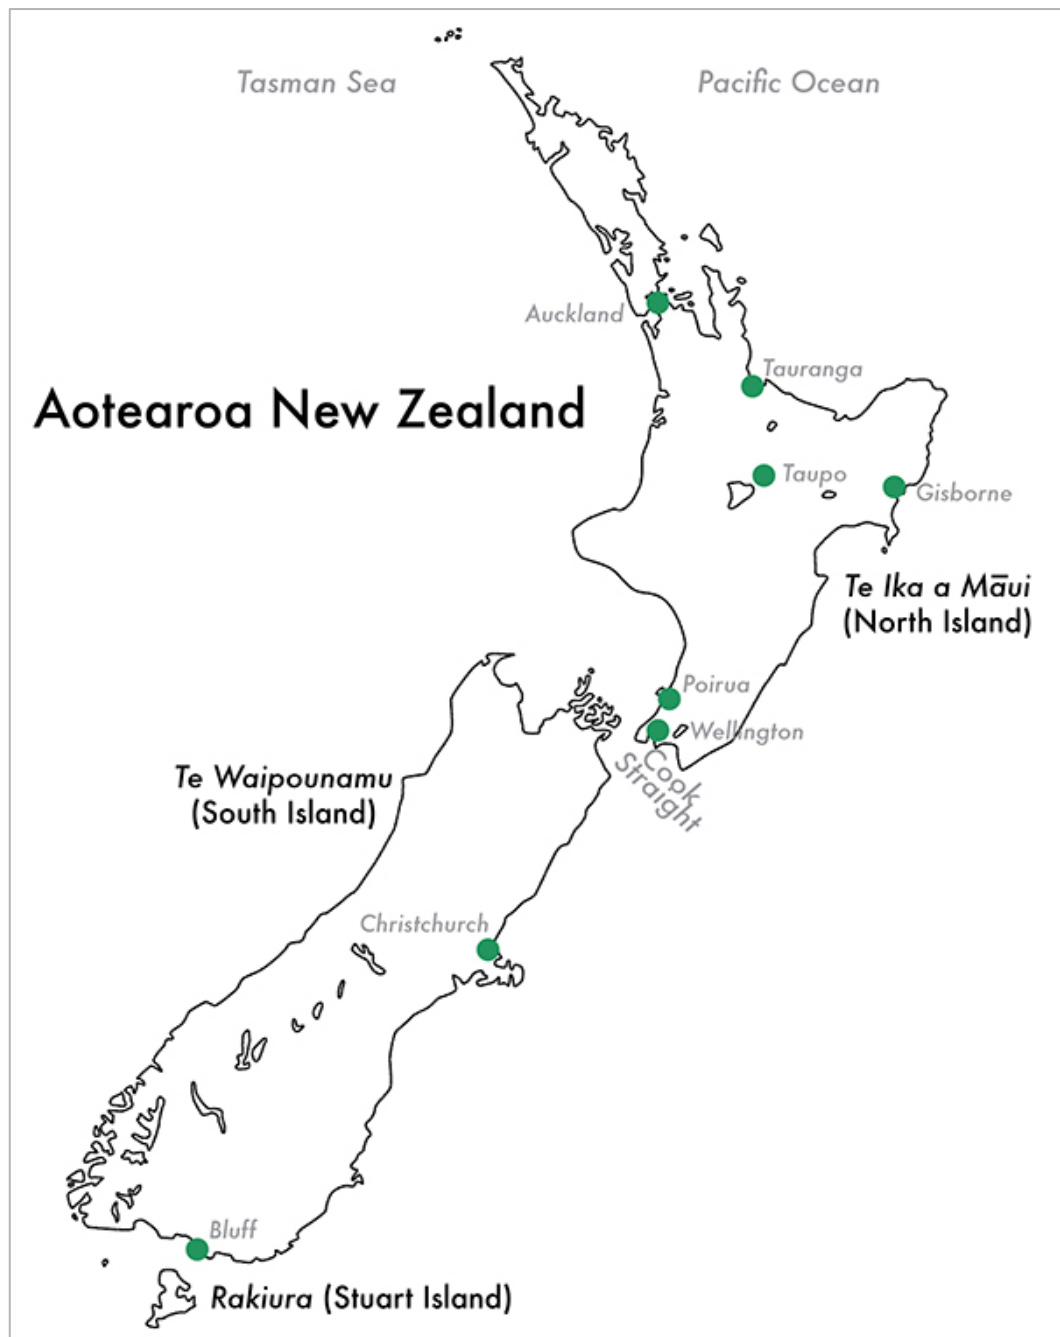 Tasman Sea
Pacific Ocean
Auckland
Tauranga
Aotearoa New Zealand
Taupo
Gisborne
Te Ika a Māui
(North Island)
Poirua
Wellington
Cook
Straight
Te Waipounamu
(South Island)
Christchurch
Bluff
Rakiura (Stuart Island)